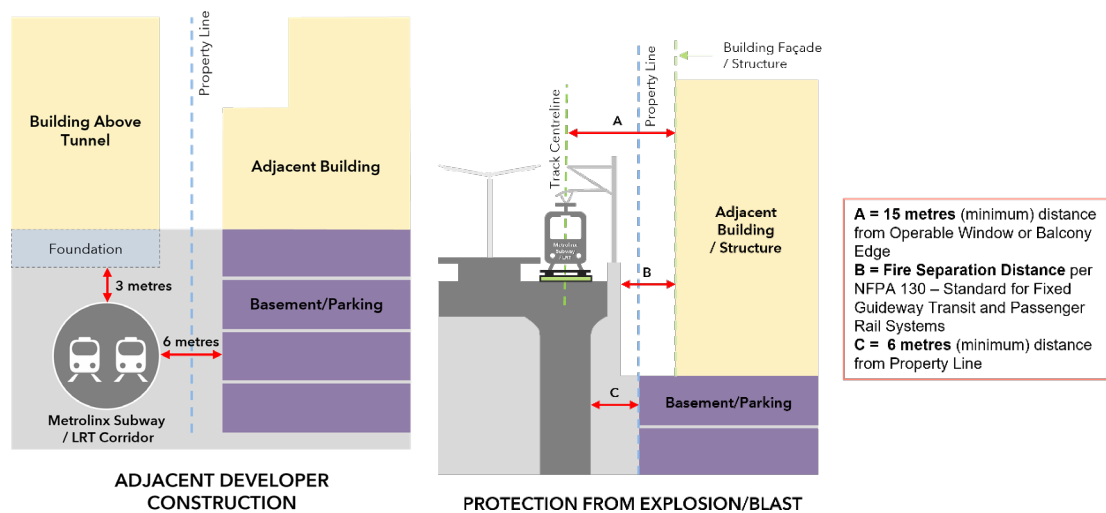 Property Line
Building Above
Tunnel
Adjacent Building
Foundation
3 metres
Basement/Parking
6 metres
Metrolinx Subway
/ LRT Corridor
ADJACENT DEVELOPER
CONSTRUCTION
Building Façade
/ Structure
Property Line
Track Centreline
A
Metrolinx
Subway
/ LRT
Adjacent
Building
/ Structure
B
C
Basement/Parking
PROTECTION FROM EXPLOSION/BLAST
A = 15 metres (minimum) distance
from Operable Window or Balcony
Edge
B = Fire Separation Distance per
NFPA 130 – Standard for Fixed
Guideway Transit and Passenger
Rail Systems
C = 6 metres (minimum) distance
from Property Line